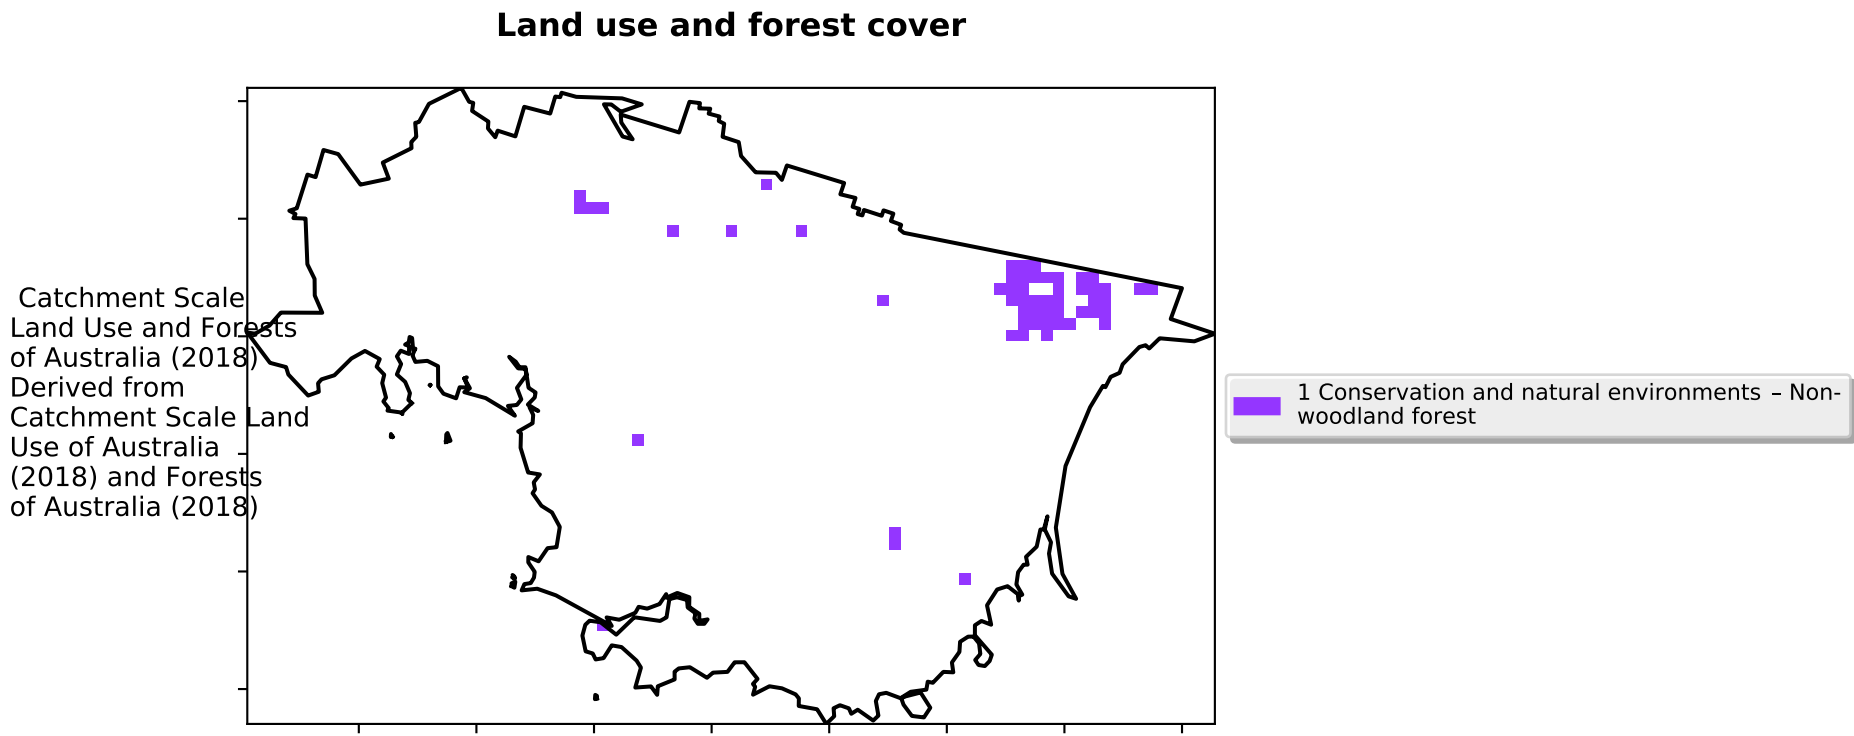 Land use and forest cover
Catchment Scale
Land Use and Forests
of Australia (2018)
Derived from
Catchment Scale Land
Use of Australia
(2018) and Forests
of Australia (2018)
1 Conservation and natural environments – Non-
woodland forest